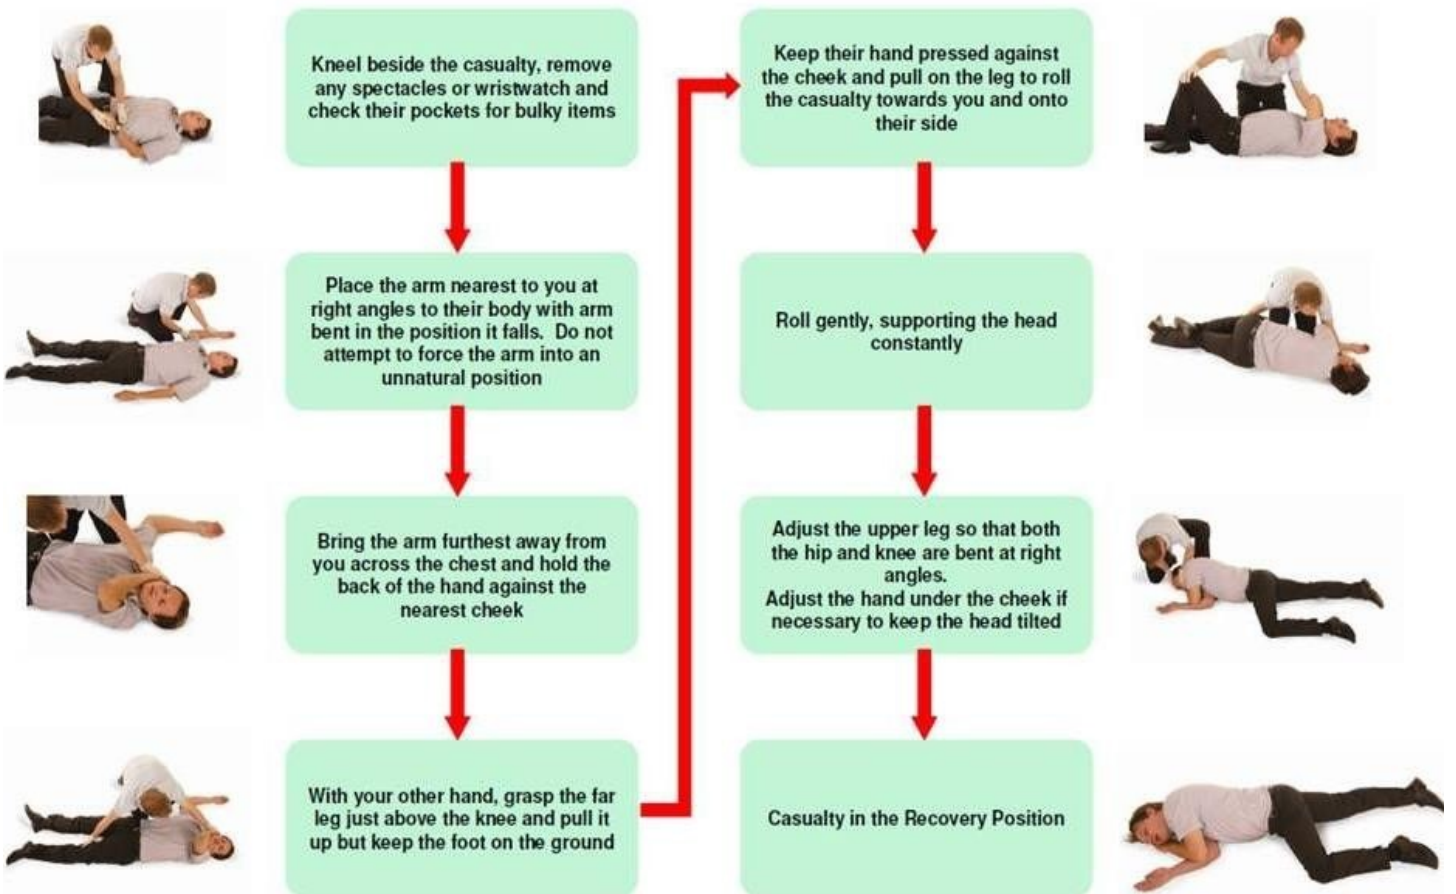 Kneel beside the casualty, remove
any spectacles or wristwatch and
check their pockets for bulky items
Place the arm nearest to you at
right angles to their body with arm
bent in the position it falls.  Do not
attempt to force the arm into an
unnatural position
Bring the arm furthest away from
you across the chest and hold the
back of the hand against the
nearest cheek
With your other hand, grasp the far
leg just above the knee and pull it
up but keep the foot on the ground
Keep their hand pressed against
the cheek and pull on the leg to roll
the casualty towards you and onto
their side
Roll gently, supporting the head
constantly
Adjust the upper leg so that both
the hip and knee are bent at right
angles.
Adjust the hand under the cheek if
necessary to keep the head tilted
Casualty in the Recovery Position